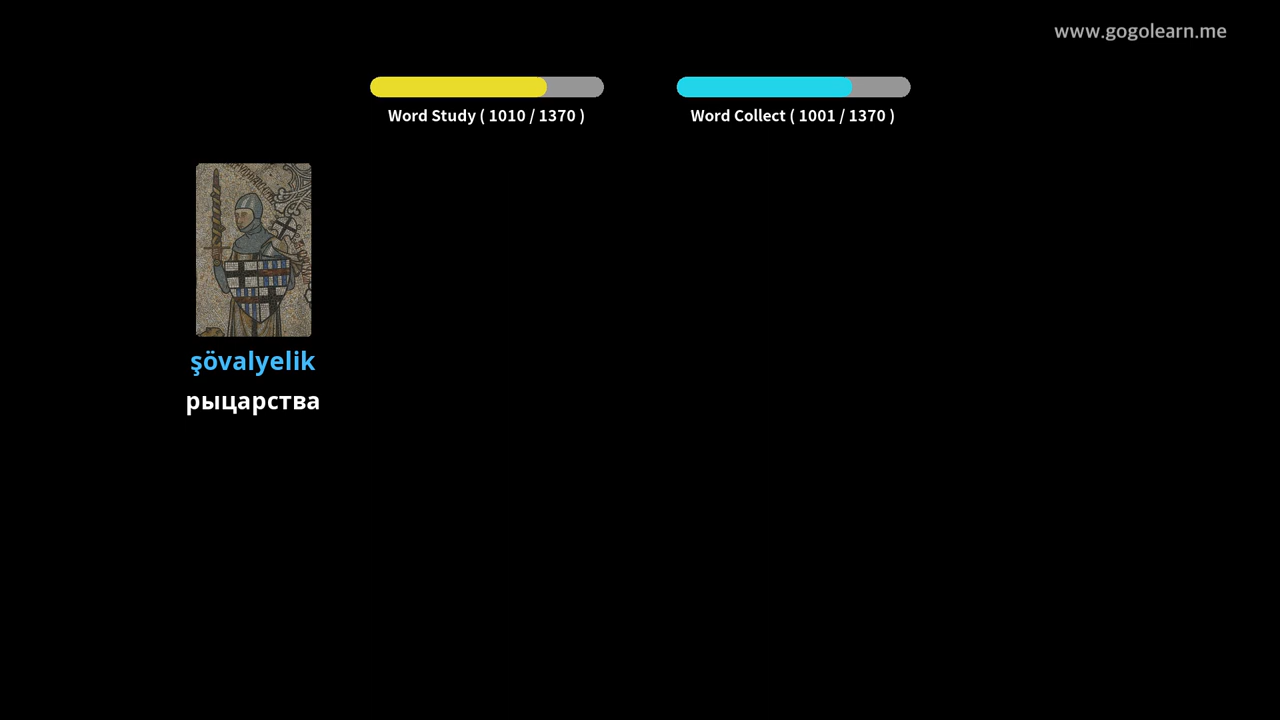 www.gogolearn.me
Word Study ( 1010 / 1370 )
Word Collect ( 1001 / 1370 )
şövalyelik
рыцарства